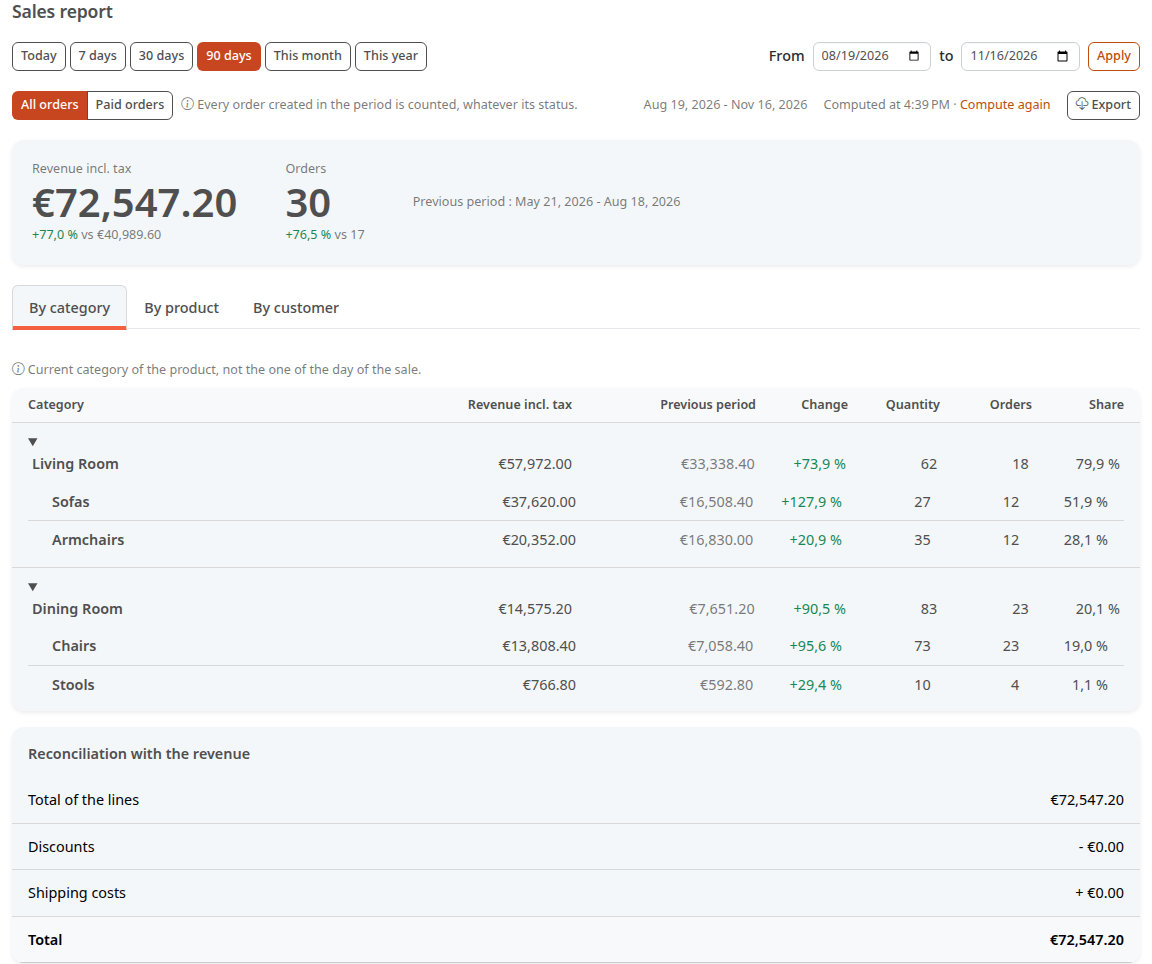 Sales report
Today 7 days 30 days 90 days This month This year From 08/19/2026 to 11/16/2026 Apply
All orders Paid orders Every order created in the period is counted, whatever its status. Aug 19, 2026 - Nov 16, 2026 Computed at 4:39 PM · Compute again Export
Revenue incl. tax Orders
€72,547.20 30 Previous period : May 21, 2026 - Aug 18, 2026
+77,0 % vs €40,989.60 +76,5 % vs 17
By category By product By customer
Current category of the product, not the one of the day of the sale.
Category Revenue incl. tax Previous period Change Quantity Orders Share
Living Room €57,972.00 €33,338.40 +73,9 % 62 18 79,9 %
Sofas €37,620.00 €16,508.40 +127,9 % 27 12 51,9 %
Armchairs €20,352.00 €16,830.00 +20,9 % 35 12 28,1 %
Dining Room €14,575.20 €7,651.20 +90,5 % 83 23 20,1 %
Chairs €13,808.40 €7,058.40 +95,6 % 73 23 19,0 %
Stools €766.80 €592.80 +29,4 % 10 4 1,1 %
Reconciliation with the revenue
Total of the lines €72,547.20
Discounts - €0.00
Shipping costs + €0.00
Total €72,547.20